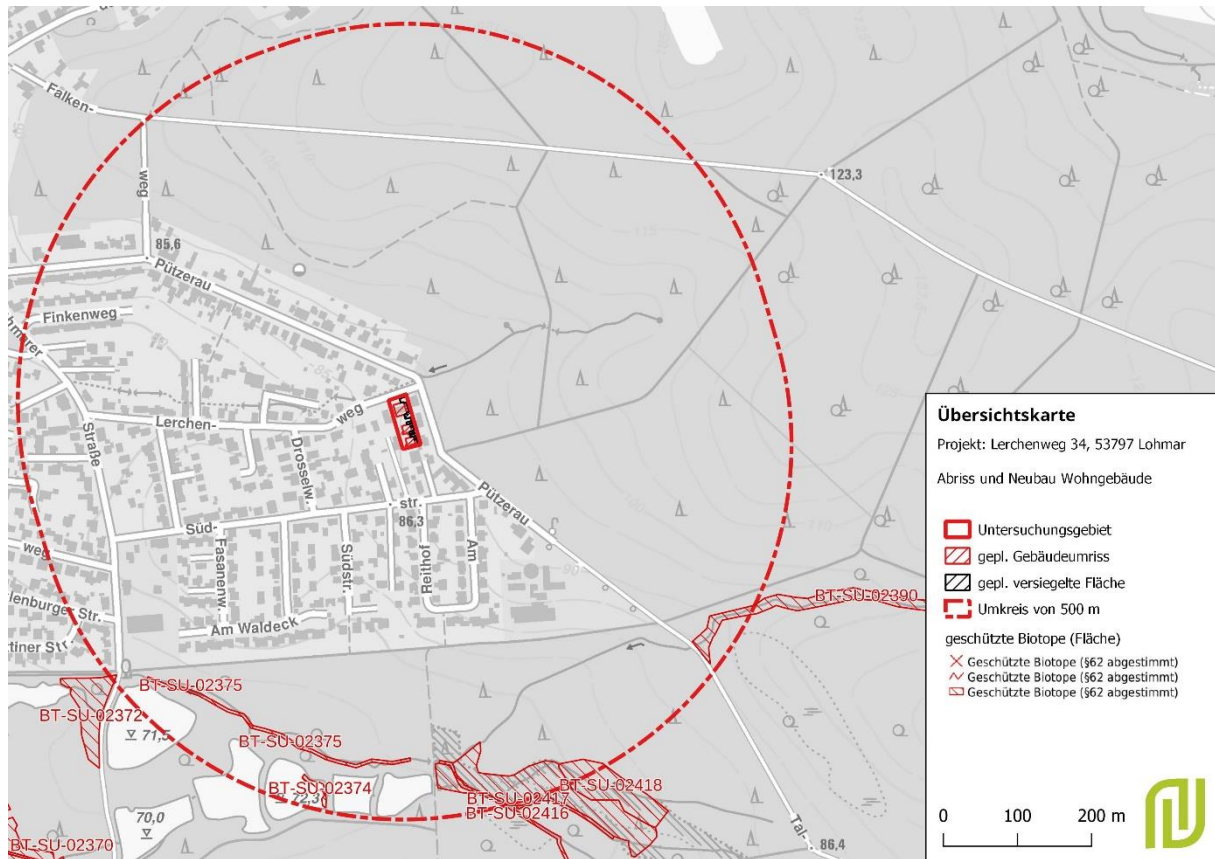 Falken-
weg
123,3
85,6
Pützerau
Finkenweg
Lerchen-
weg
Straße
Drosselw.
Pützerau
str.
86,3
Süd-
weg
Fasanenw.
Südstr.
Reithof
Am
Am Waldeck
tiner Str.
BT-SU-02390
BT-SU-02375
BT-SU-02372
71,5
BT-SU-02375
BT-SU-02374
72,3
BT-SU-02418
BT-SU-02417
BT-SU-02416
70,0
BT-SU-02370
Tal-
86,4
Übersichtskarte
Projekt: Lerchenweg 34, 53797 Lohmar
Abriss und Neubau Wohngebäude
Untersuchungsgebiet
gepl. Gebäudeumriss
gepl. versiegelte Fläche
Umkreis von 500 m
geschützte Biotope (Fläche)
Geschützte Biotope (§62 abgestimmt)
Geschützte Biotope (§62 abgestimmt)
Geschützte Biotope (§62 abgestimmt)
0 100 200 m